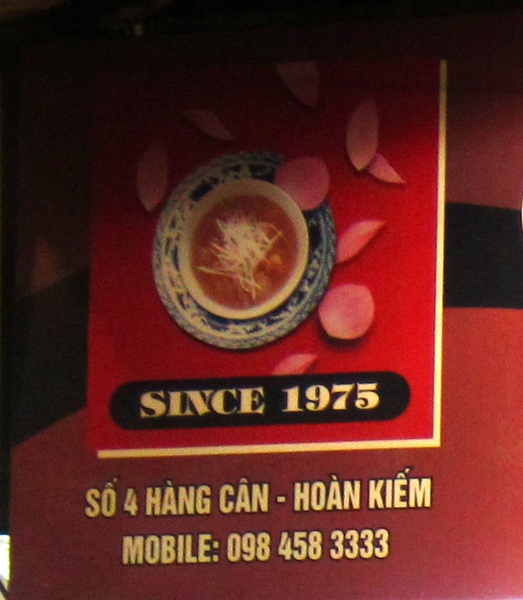 SINCE 1975
SỐ 4 HÀNG CÂN - HOÀN KIẾM
MOBILE: 098 458 3333